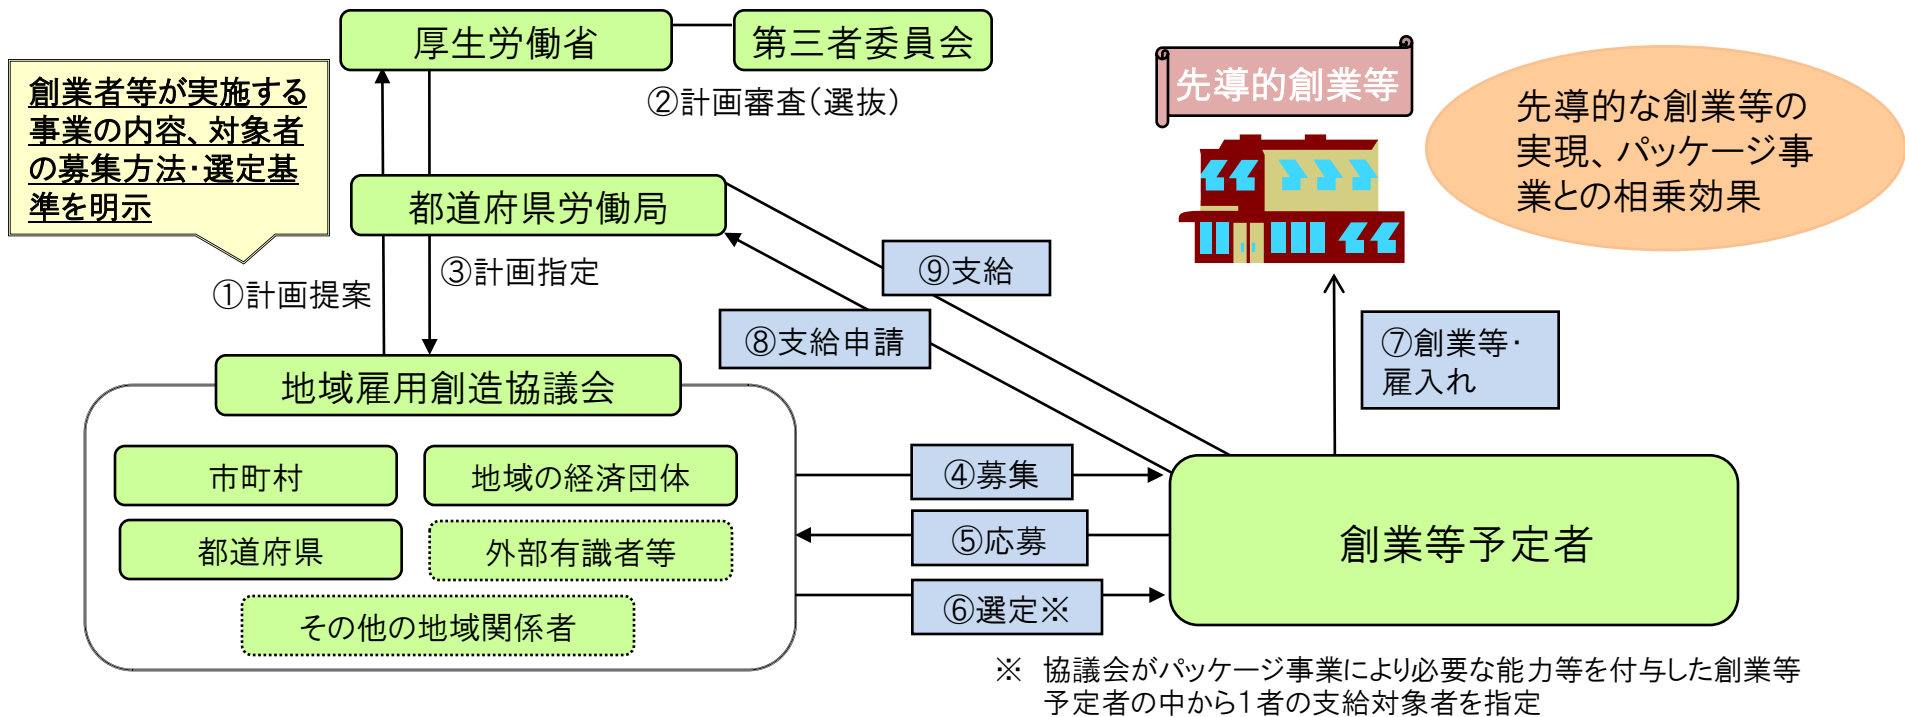 厚生労働省
第三者委員会
②計画審査(選抜)
創業者等が実施する
事業の内容、対象者
の募集方法・選定基
準を明示
先導的創業等
先導的な創業等の
実現、パッケージ事
業との相乗効果
都道府県労働局
①計画提案
③計画指定
⑨支給
⑧支給申請
⑦創業等・
雇入れ
地域雇用創造協議会
市町村
地域の経済団体
都道府県
外部有識者等
その他の地域関係者
④募集
⑤応募
⑥選定※
創業等予定者
※ 協議会がパッケージ事業により必要な能力等を付与した創業等
予定者の中から1者の支給対象者を指定